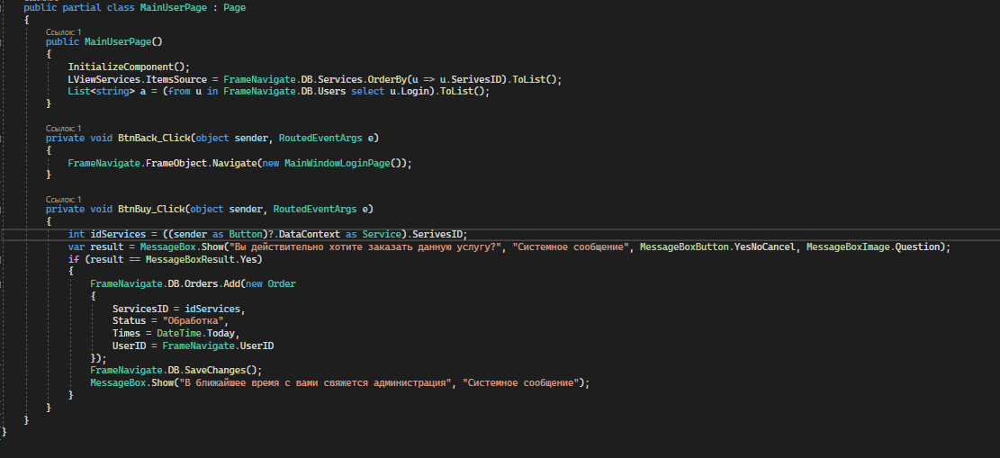 public partial class MainUserPage : Page
{
Ссылок: 1
public MainUserPage()
{
InitializeComponent();
LViewServices.ItemsSource = FrameNavigate.DB.Services.OrderBy(u => u.SerivesID).ToList();
List<string> a = (from u in FrameNavigate.DB.Users select u.Login).ToList();
}
Ссылок: 1
private void BtnBack_Click(object sender, RoutedEventArgs e)
{
FrameNavigate.FrameObject.Navigate(new MainWindowLoginPage());
}
Ссылок: 1
private void BtnBuy_Click(object sender, RoutedEventArgs e)
{
int idServices = ((sender as Button)?.DataContext as Service).SerivesID;
var result = MessageBox.Show("Вы действительно хотите заказать данную услугу?", "Системное сообщение", MessageBoxButton.YesNoCancel, MessageBoxImage.Question);
if (result == MessageBoxResult.Yes)
{
FrameNavigate.DB.Orders.Add(new Order
{
ServicesID = idServices,
Status = "Обработка",
Times = DateTime.Today,
UserID = FrameNavigate.UserID
});
FrameNavigate.DB.SaveChanges();
MessageBox.Show("В ближайшее время с вами свяжется администрация", "Системное сообщение");
}
}
}
}